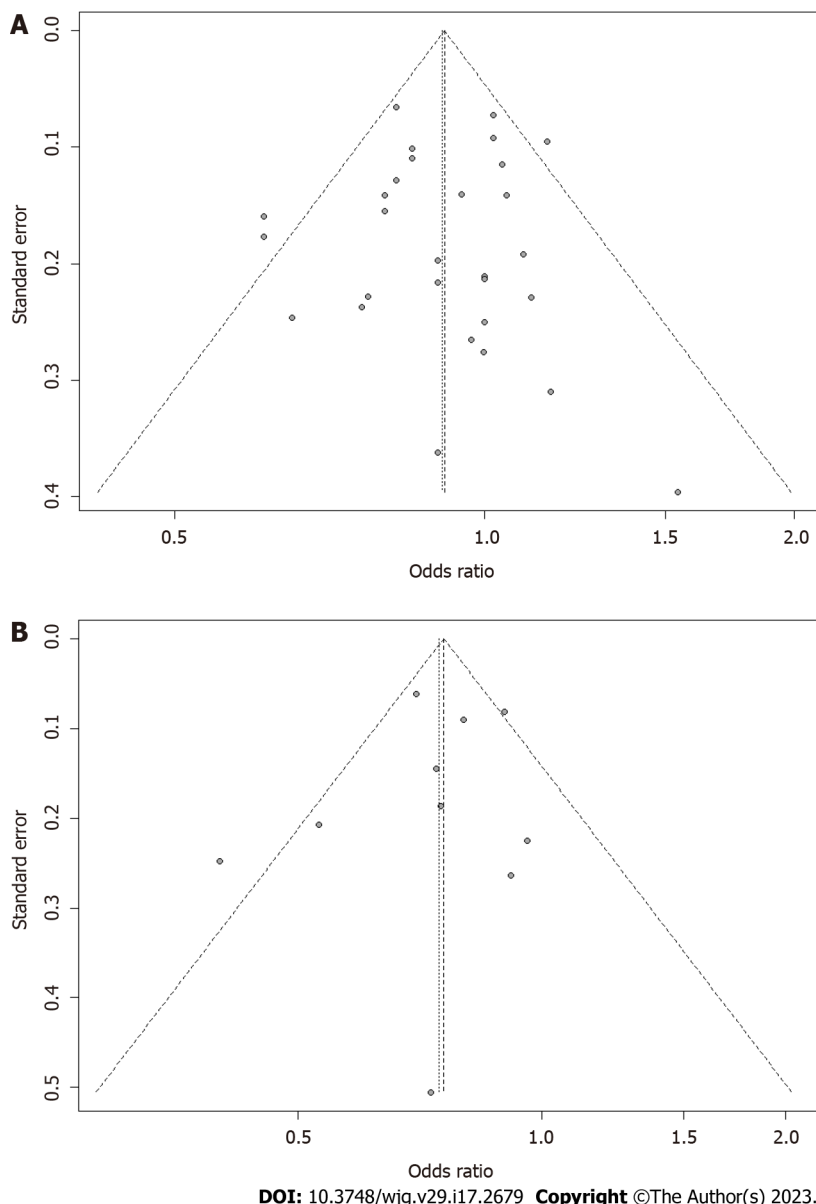 A
0.0
0.1
0.2
0.3
0.4
Standard error
0.5 1.0 1.5 2.0
Odds ratio
B
0.0
0.1
0.2
0.3
0.4
0.5
Standard error
0.5 1.0 1.5 2.0
Odds ratio
DOI: 10.3748/wjg.v29.i17.2679 Copyright ©The Author(s) 2023.